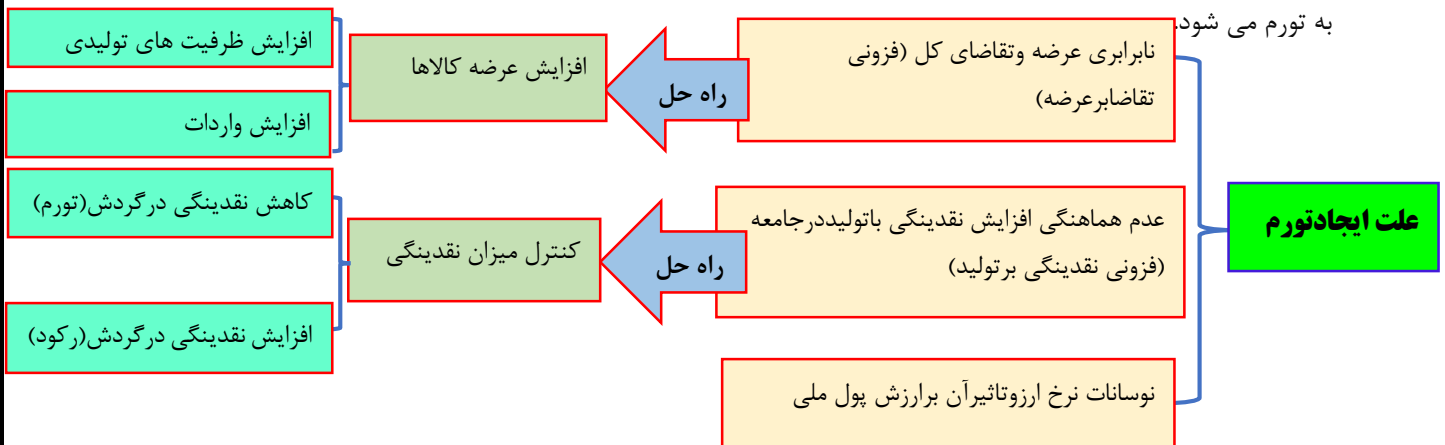 به تورم می شود.
علت ایجادتورم
نابرابری عرضه وتقاضای کل (فزونی
تقاضابرعرضه)
راه حل
افزایش عرضه کالاها
افزایش ظرفیت های تولیدی
افزایش واردات
عدم هماهنگی افزایش نقدینگی باتولیددرجامعه
(فزونی نقدینگی برتولید)
راه حل
کنترل میزان نقدینگی
کاهش نقدینگی درگردش(تورم)
افزایش نقدینگی درگردش(رکود)
نوسانات نرخ ارزوتاثیرآن برارزش پول ملی